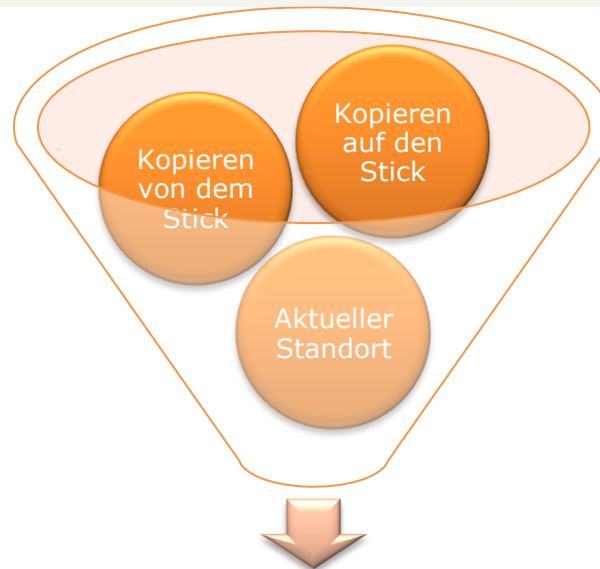 Kopieren
auf den
Stick
Kopieren
von dem
Stick
Aktueller
Standort